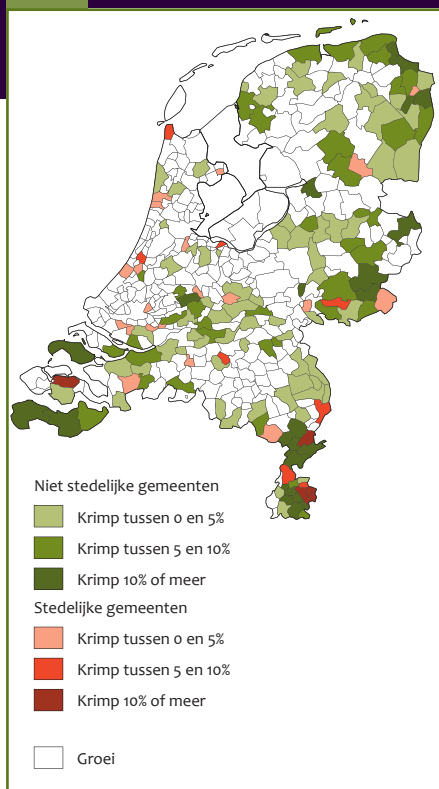 Niet stedelijke gemeenten
Krimp tussen 0 en 5%
Krimp tussen 5 en 10%
Krimp 10% of meer
Stedelijke gemeenten
Krimp tussen 0 en 5%
Krimp tussen 5 en 10%
Krimp 10% of meer
Groei